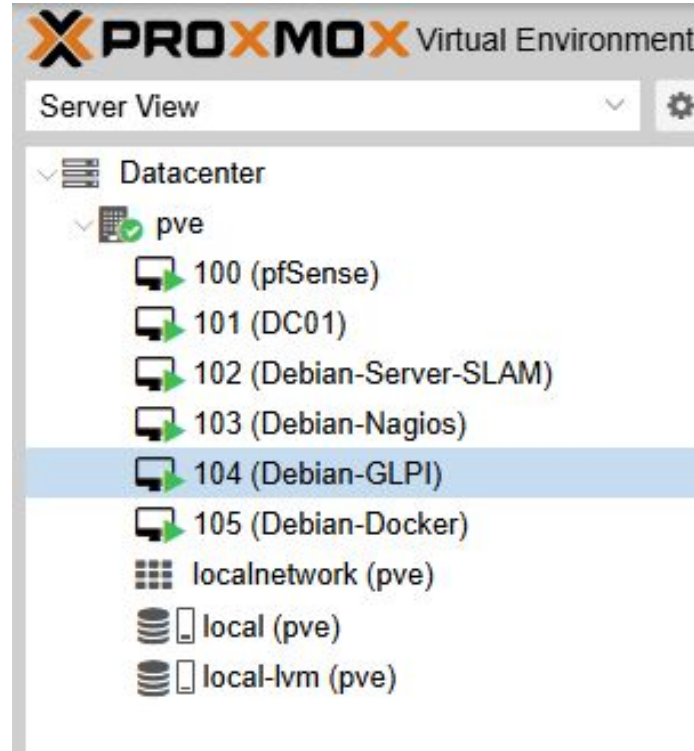 PROXMOX Virtual Environment
Server View
Datacenter
pve
100 (pfSense)
101 (DC01)
102 (Debian-Server-SLAM)
103 (Debian-Nagios)
104 (Debian-GLPI)
105 (Debian-Docker)
localnetwork (pve)
local (pve)
local-lvm (pve)